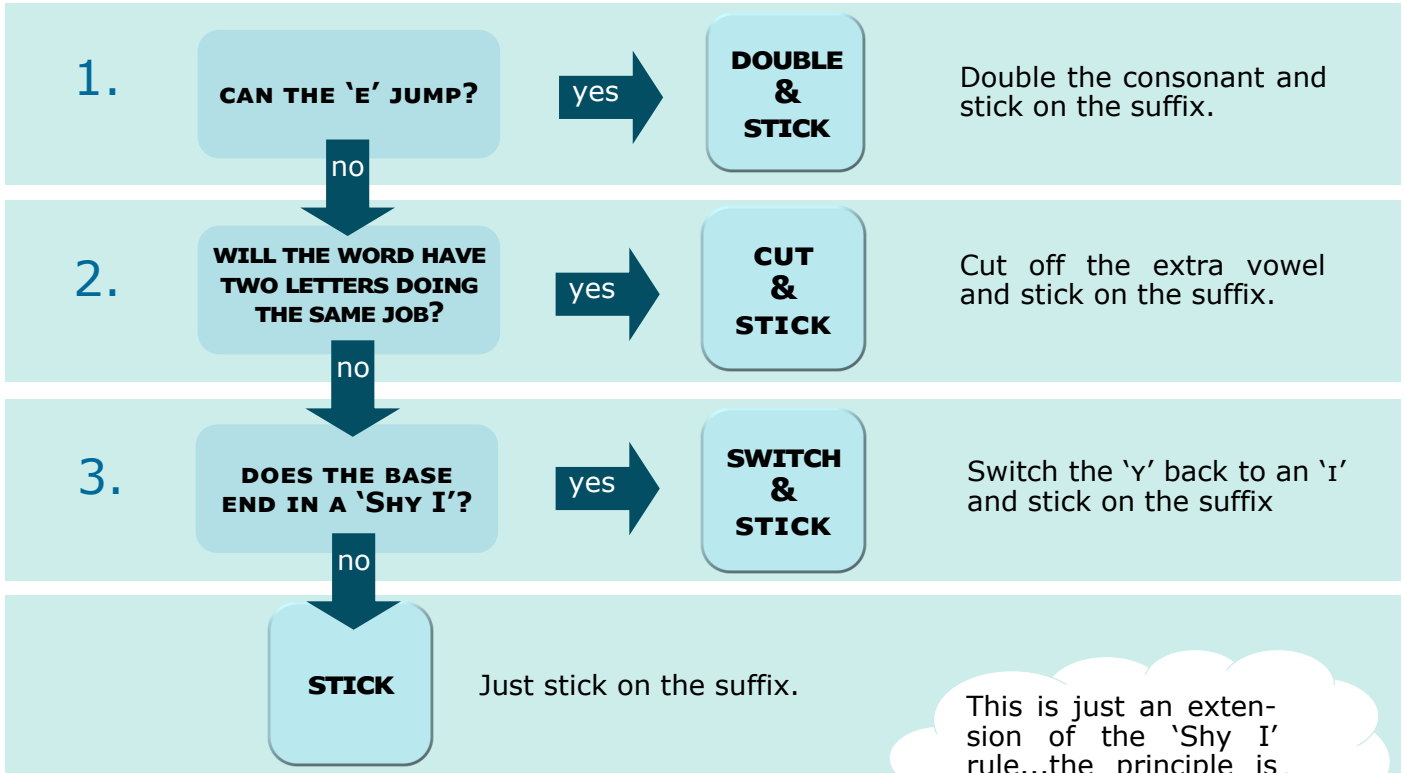 1.
CAN THE ‘E’ JUMP?
yes
DOUBLE
&
STICK
Double the consonant and
stick on the suffix.
no
2.
WILL THE WORD HAVE
TWO LETTERS DOING
THE SAME JOB?
yes
CUT
&
STICK
Cut off the extra vowel
and stick on the suffix.
no
3.
DOES THE BASE
END IN A ‘SHY I’?
yes
SWITCH
&
STICK
Switch the ‘Y’ back to an ‘I’
and stick on the suffix
no
STICK
Just stick on the suffix.
This is just an exten-
sion of the ‘Shy I’
rule...the principle is